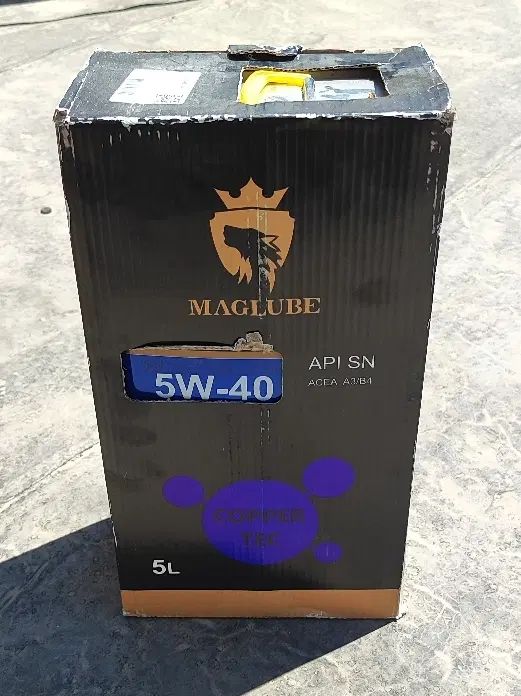 MAGLUBE
5W-40
API SN
ACEA A3/B4
COPPER
TEC
5L